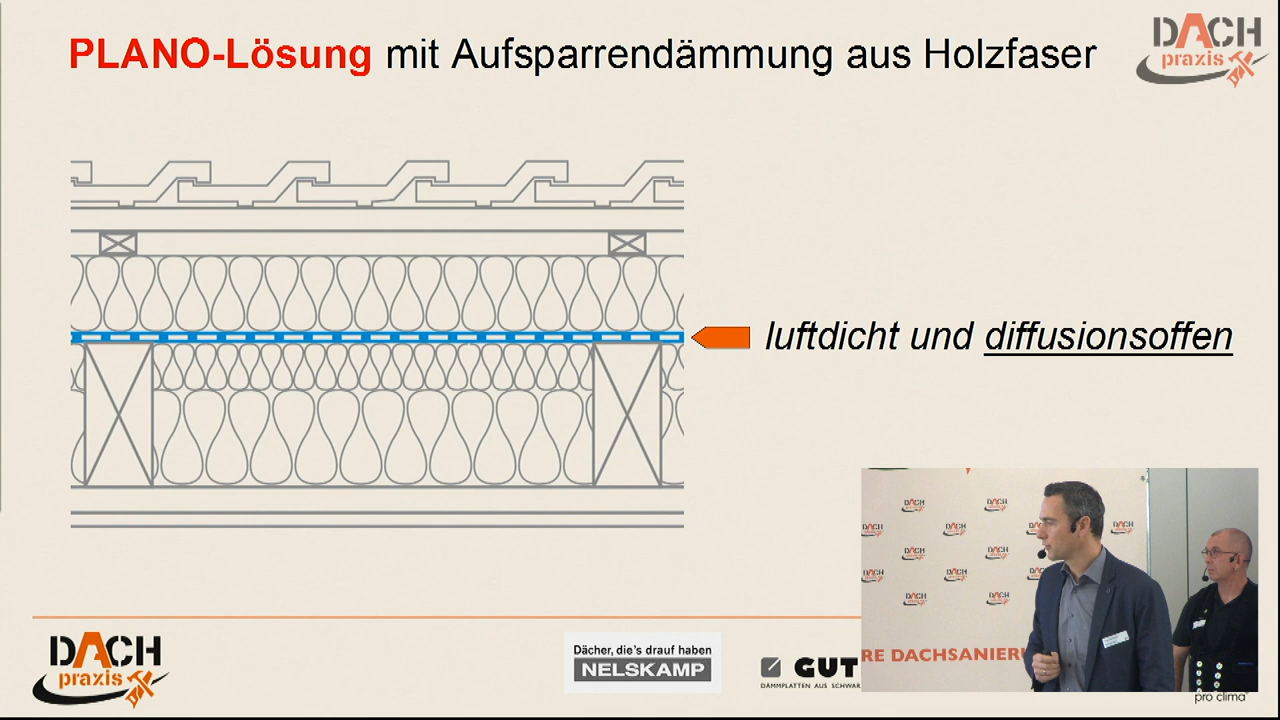 PLANO-Lösung mit Aufsparrendämmung aus Holzfaser
DACH
praxis
luftdicht und diffusionsoffen
DACH
praxis
Dächer, die's drauf haben
NELSKAMP
GUT
DÄMMPLATTEN AUS SCHWAR
RE DACHSANIERU
pro clima